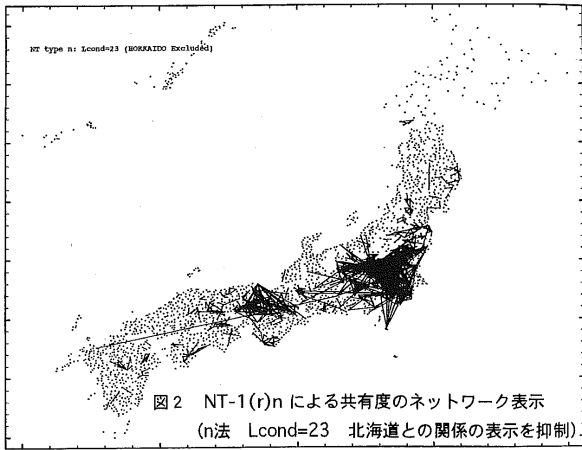 NT type n: Lcond=23 (HOKKAIDO Excluded)
図2 NT-1(r)n による共有度のネットワーク表示
(n法 Lcond=23 北海道との関係の表示を抑制)